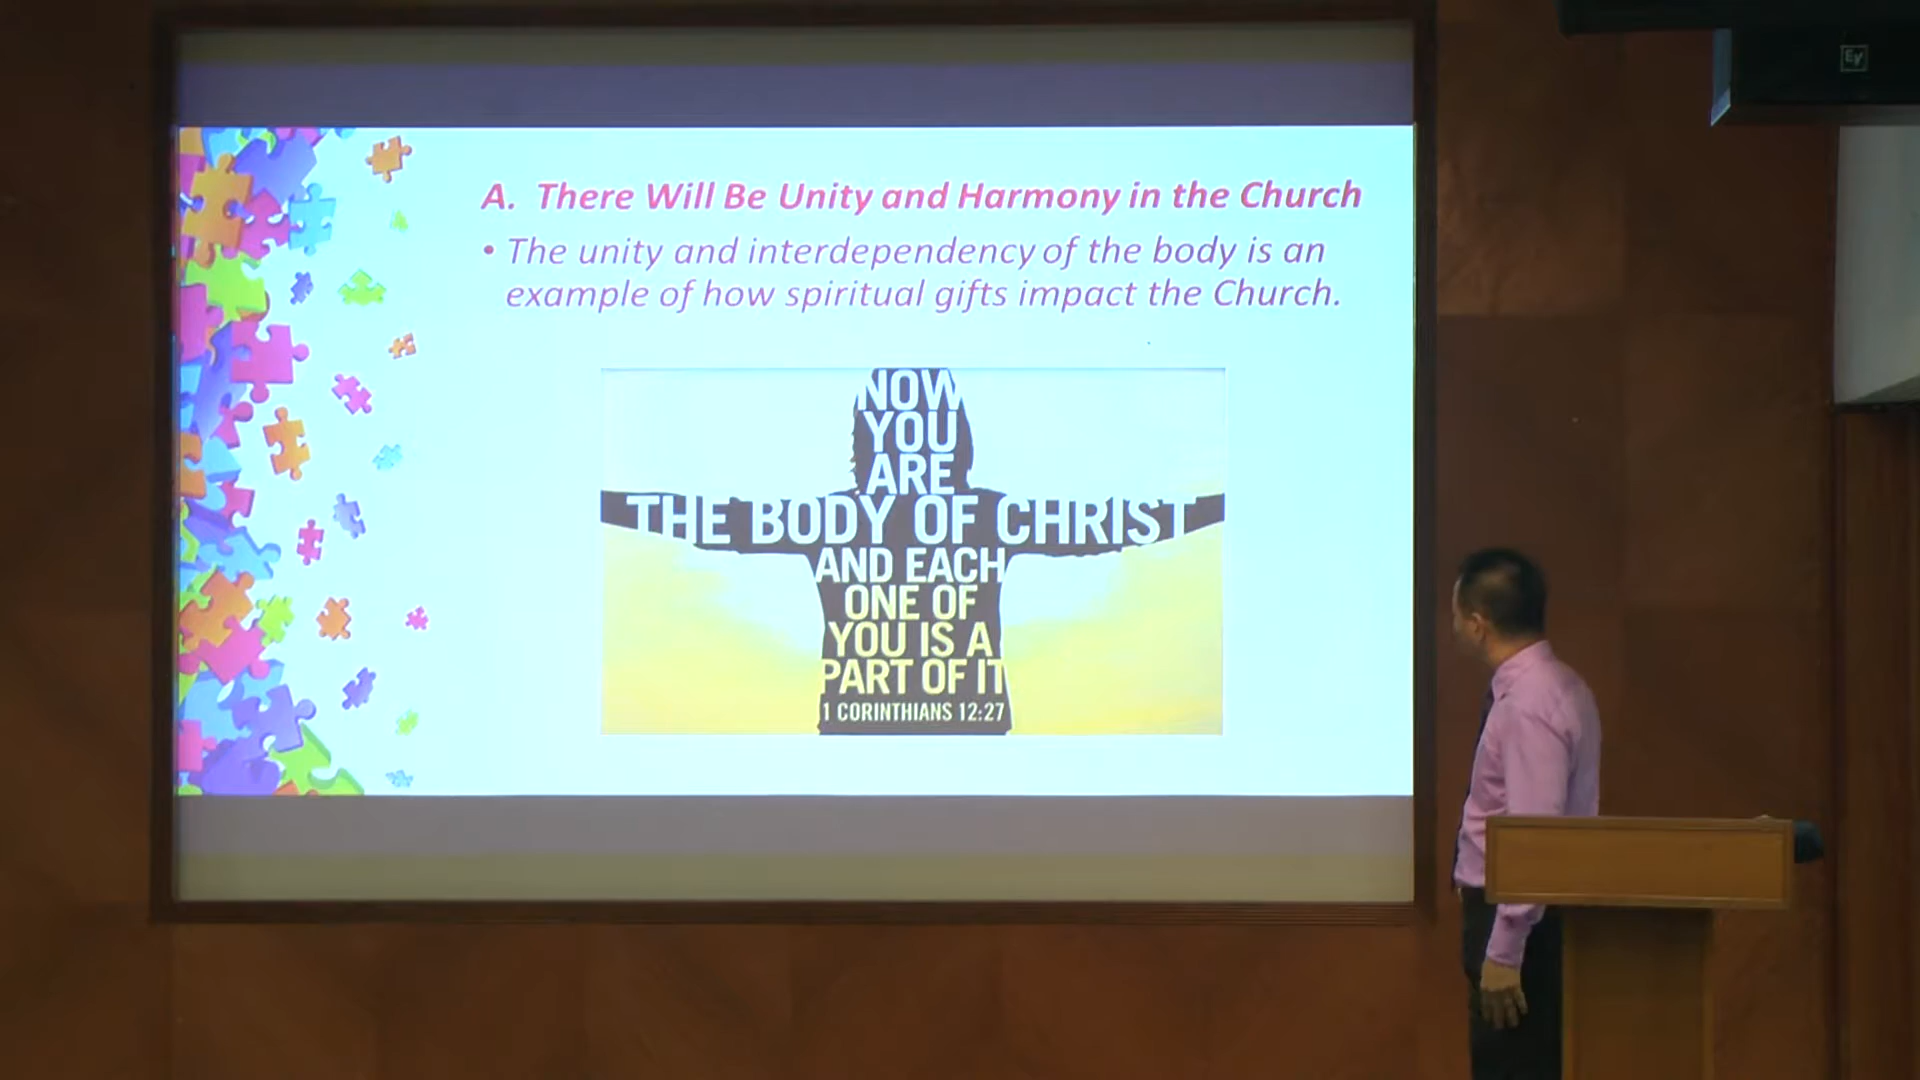 A. There Will Be Unity and Harmony in the Church
• The unity and interdependency of the body is an
example of how spiritual gifts impact the Church.
NOW
YOU
ARE
THE BODY OF CHRIST
AND EACH
ONE OF
YOU IS A
PART OF IT
1 CORINTHIANS 12:27
EV